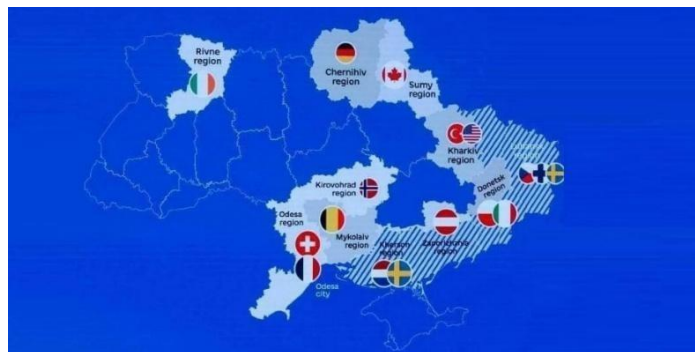 Rivne
region
Chernihiv
region
Sumy
region
Kharkiv
region
Kirovohrad
region
Donetsk
region
Odesa
region
Mykolaiv
region
Kherson
region
Zaporizhzhia
region
Odesa
city